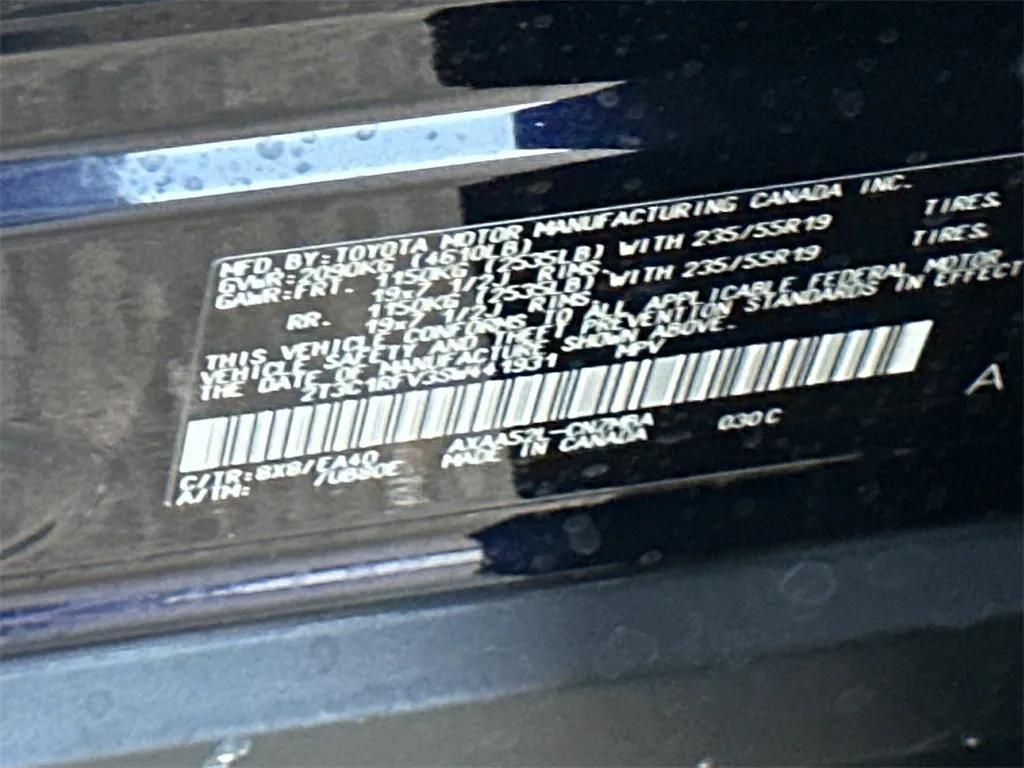 MFD BY: TOYOTA MOTOR MANUFACTURING CANADA INC.
GVWR: 2090KG (4610LB)
GAWR: FRT. 1150KG (2535LB) WITH 235/55R19 TIRES
19x7 1/2J RIMS.
RR. 1150KG (2535LB) WITH 235/55R19 TIRES
19x7 1/2J RIMS.
THIS VEHICLE CONFORMS TO ALL APPLICABLE FEDERAL MOTOR
VEHICLE SAFETY AND THEFT PREVENTION STANDARDS IN EFFECT
THE DATE OF MANUFACTURE SHOWN ABOVE.
MPV
C/TR: 8X8/EA40
A/TM: /UB80E MADE IN CANADA 030C
A